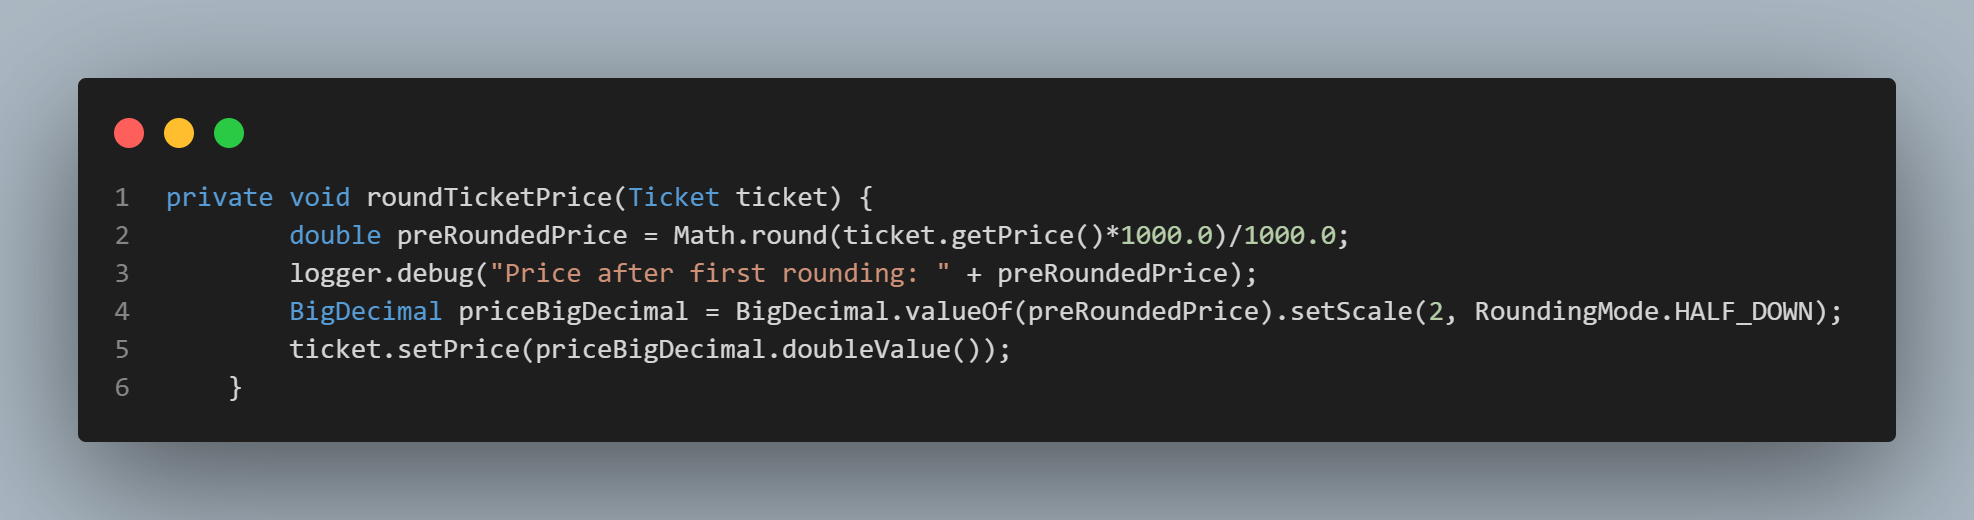 1 private void roundTicketPrice(Ticket ticket) {
2 double preRoundedPrice = Math.round(ticket.getPrice()*1000.0)/1000.0;
3 logger.debug("Price after first rounding: " + preRoundedPrice);
4 BigDecimal priceBigDecimal = BigDecimal.valueOf(preRoundedPrice).setScale(2, RoundingMode.HALF_DOWN);
5 ticket.setPrice(priceBigDecimal.doubleValue());
6 }